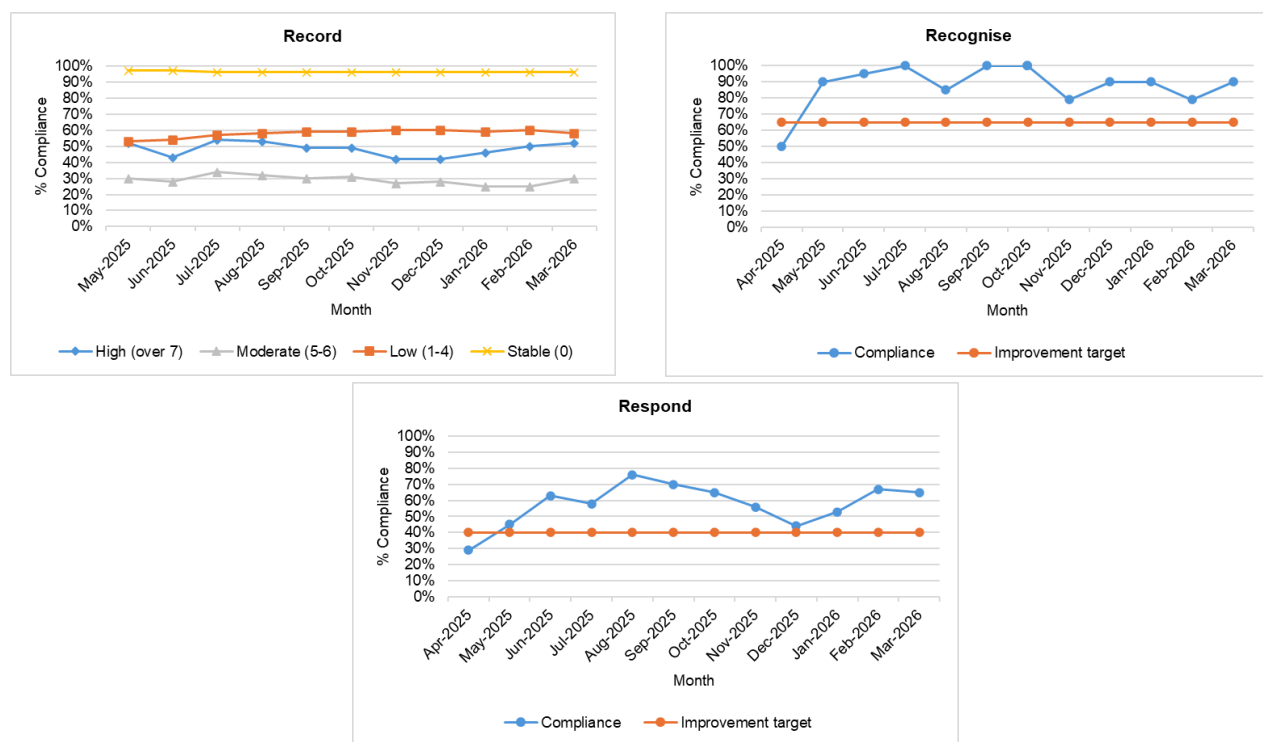 Record
100%
90%
80%
70%
60%
50%
40%
30%
20%
10%
0%
% Compliance
May-2025
Jun-2025
Jul-2025
Aug-2025
Sep-2025
Oct-2025
Nov-2025
Dec-2025
Jan-2026
Feb-2026
Mar-2026
Month
High (over 7) Moderate (5-6) Low (1-4) Stable (0)
Recognise
100%
90%
80%
70%
60%
50%
40%
30%
20%
10%
0%
% Compliance
Apr-2025
May-2025
Jun-2025
Jul-2025
Aug-2025
Sep-2025
Oct-2025
Nov-2025
Dec-2025
Jan-2026
Feb-2026
Mar-2026
Month
Compliance Improvement target
Respond
100%
90%
80%
70%
60%
50%
40%
30%
20%
10%
0%
% Compliance
Apr-2025
May-2025
Jun-2025
Jul-2025
Aug-2025
Sep-2025
Oct-2025
Nov-2025
Dec-2025
Jan-2026
Feb-2026
Mar-2026
Month
Compliance Improvement target